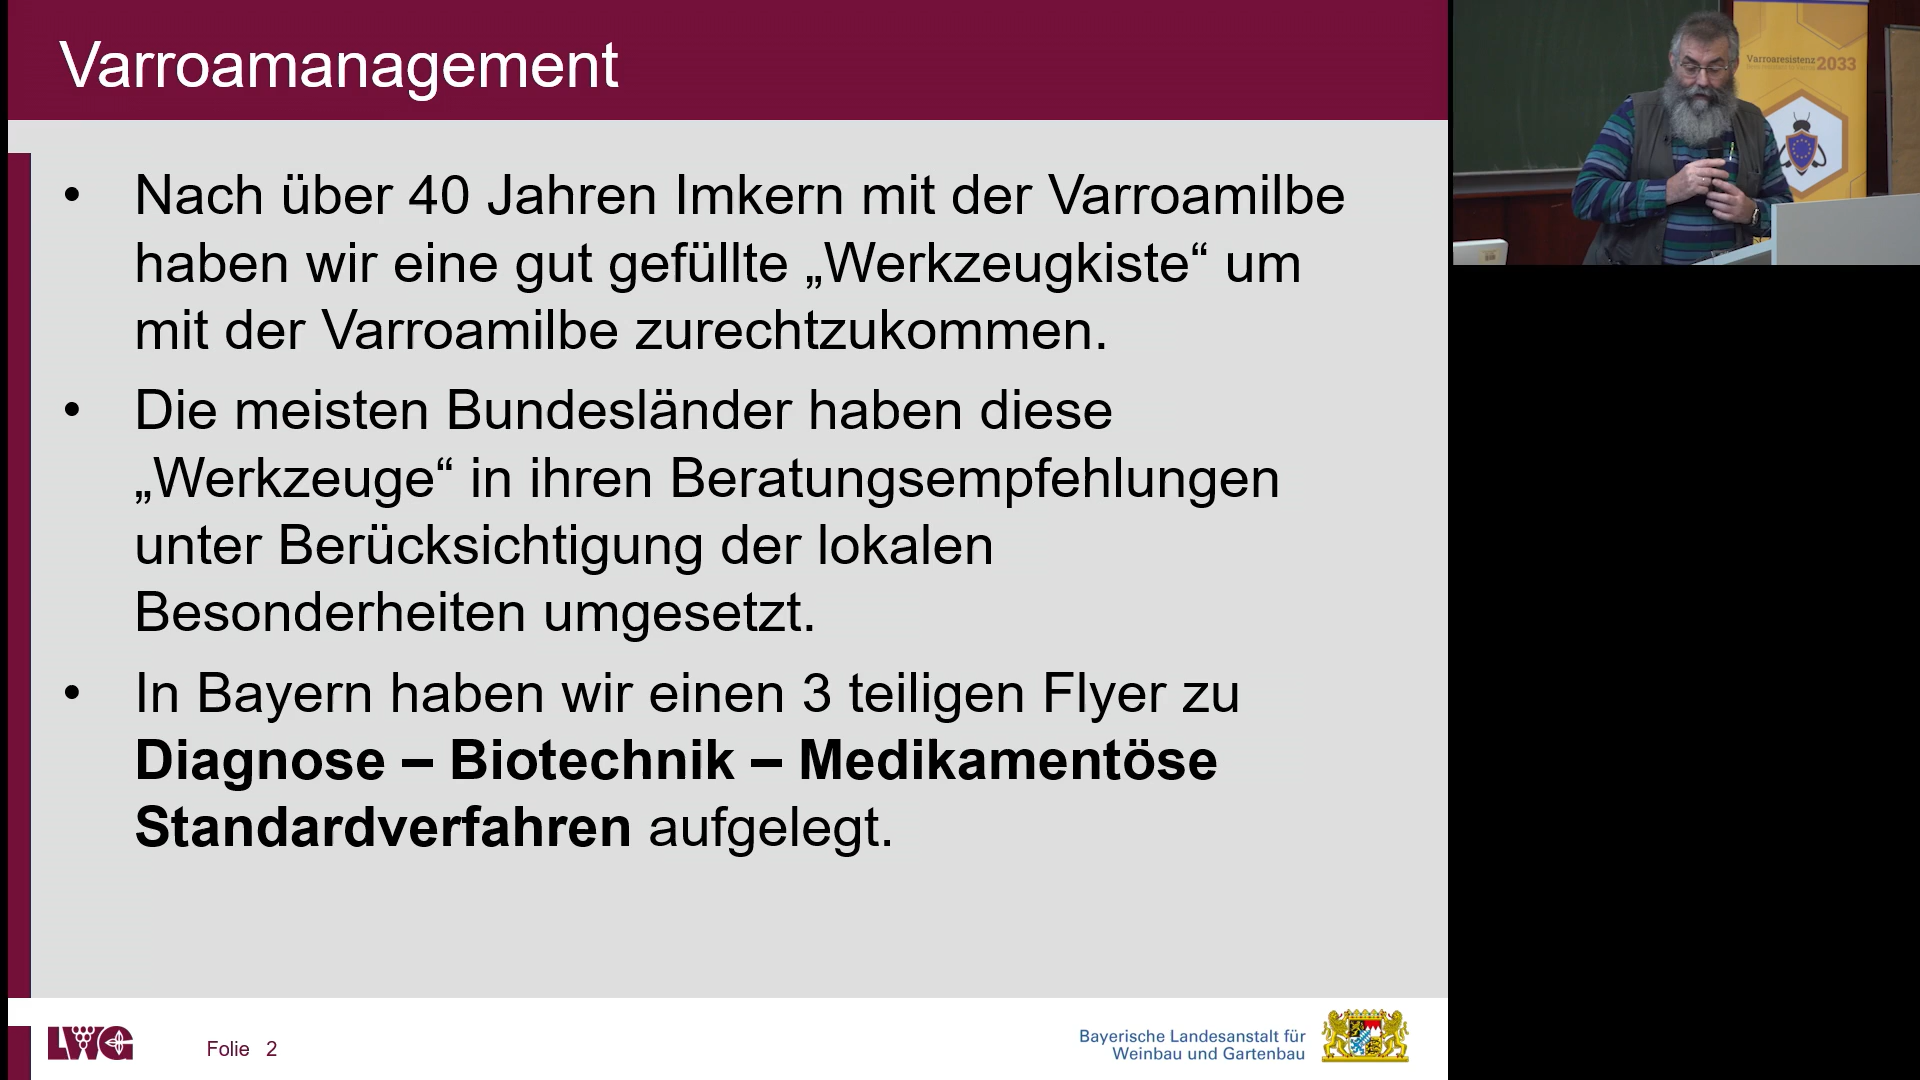 Varroamanagement
• Nach über 40 Jahren Imkern mit der Varroamilbe
haben wir eine gut gefüllte „Werkzeugkiste“ um
mit der Varroamilbe zurechtzukommen.
• Die meisten Bundesländer haben diese
„Werkzeuge“ in ihren Beratungsempfehlungen
unter Berücksichtigung der lokalen
Besonderheiten umgesetzt.
• In Bayern haben wir einen 3 teiligen Flyer zu
Diagnose – Biotechnik – Medikamentöse
Standardverfahren aufgelegt.
LWG
Folie 2
Bayerische Landesanstalt für
Weinbau und Gartenbau
Varroaresistenz 2033